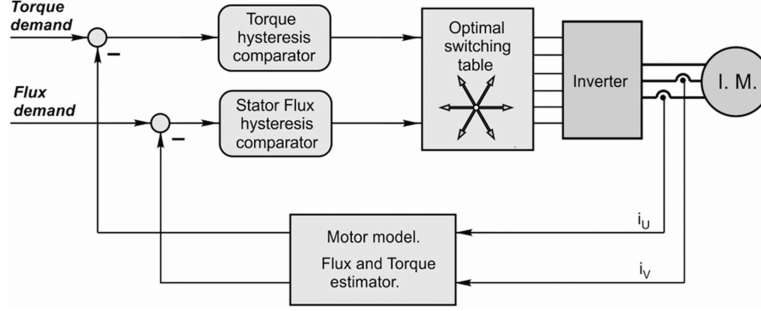 Torque
demand
−
Torque
hysteresis
comparator
Optimal
switching
table
Inverter
I. M.
Flux
demand
−
Stator Flux
hysteresis
comparator
iU
Motor model.
Flux and Torque
estimator.
iV